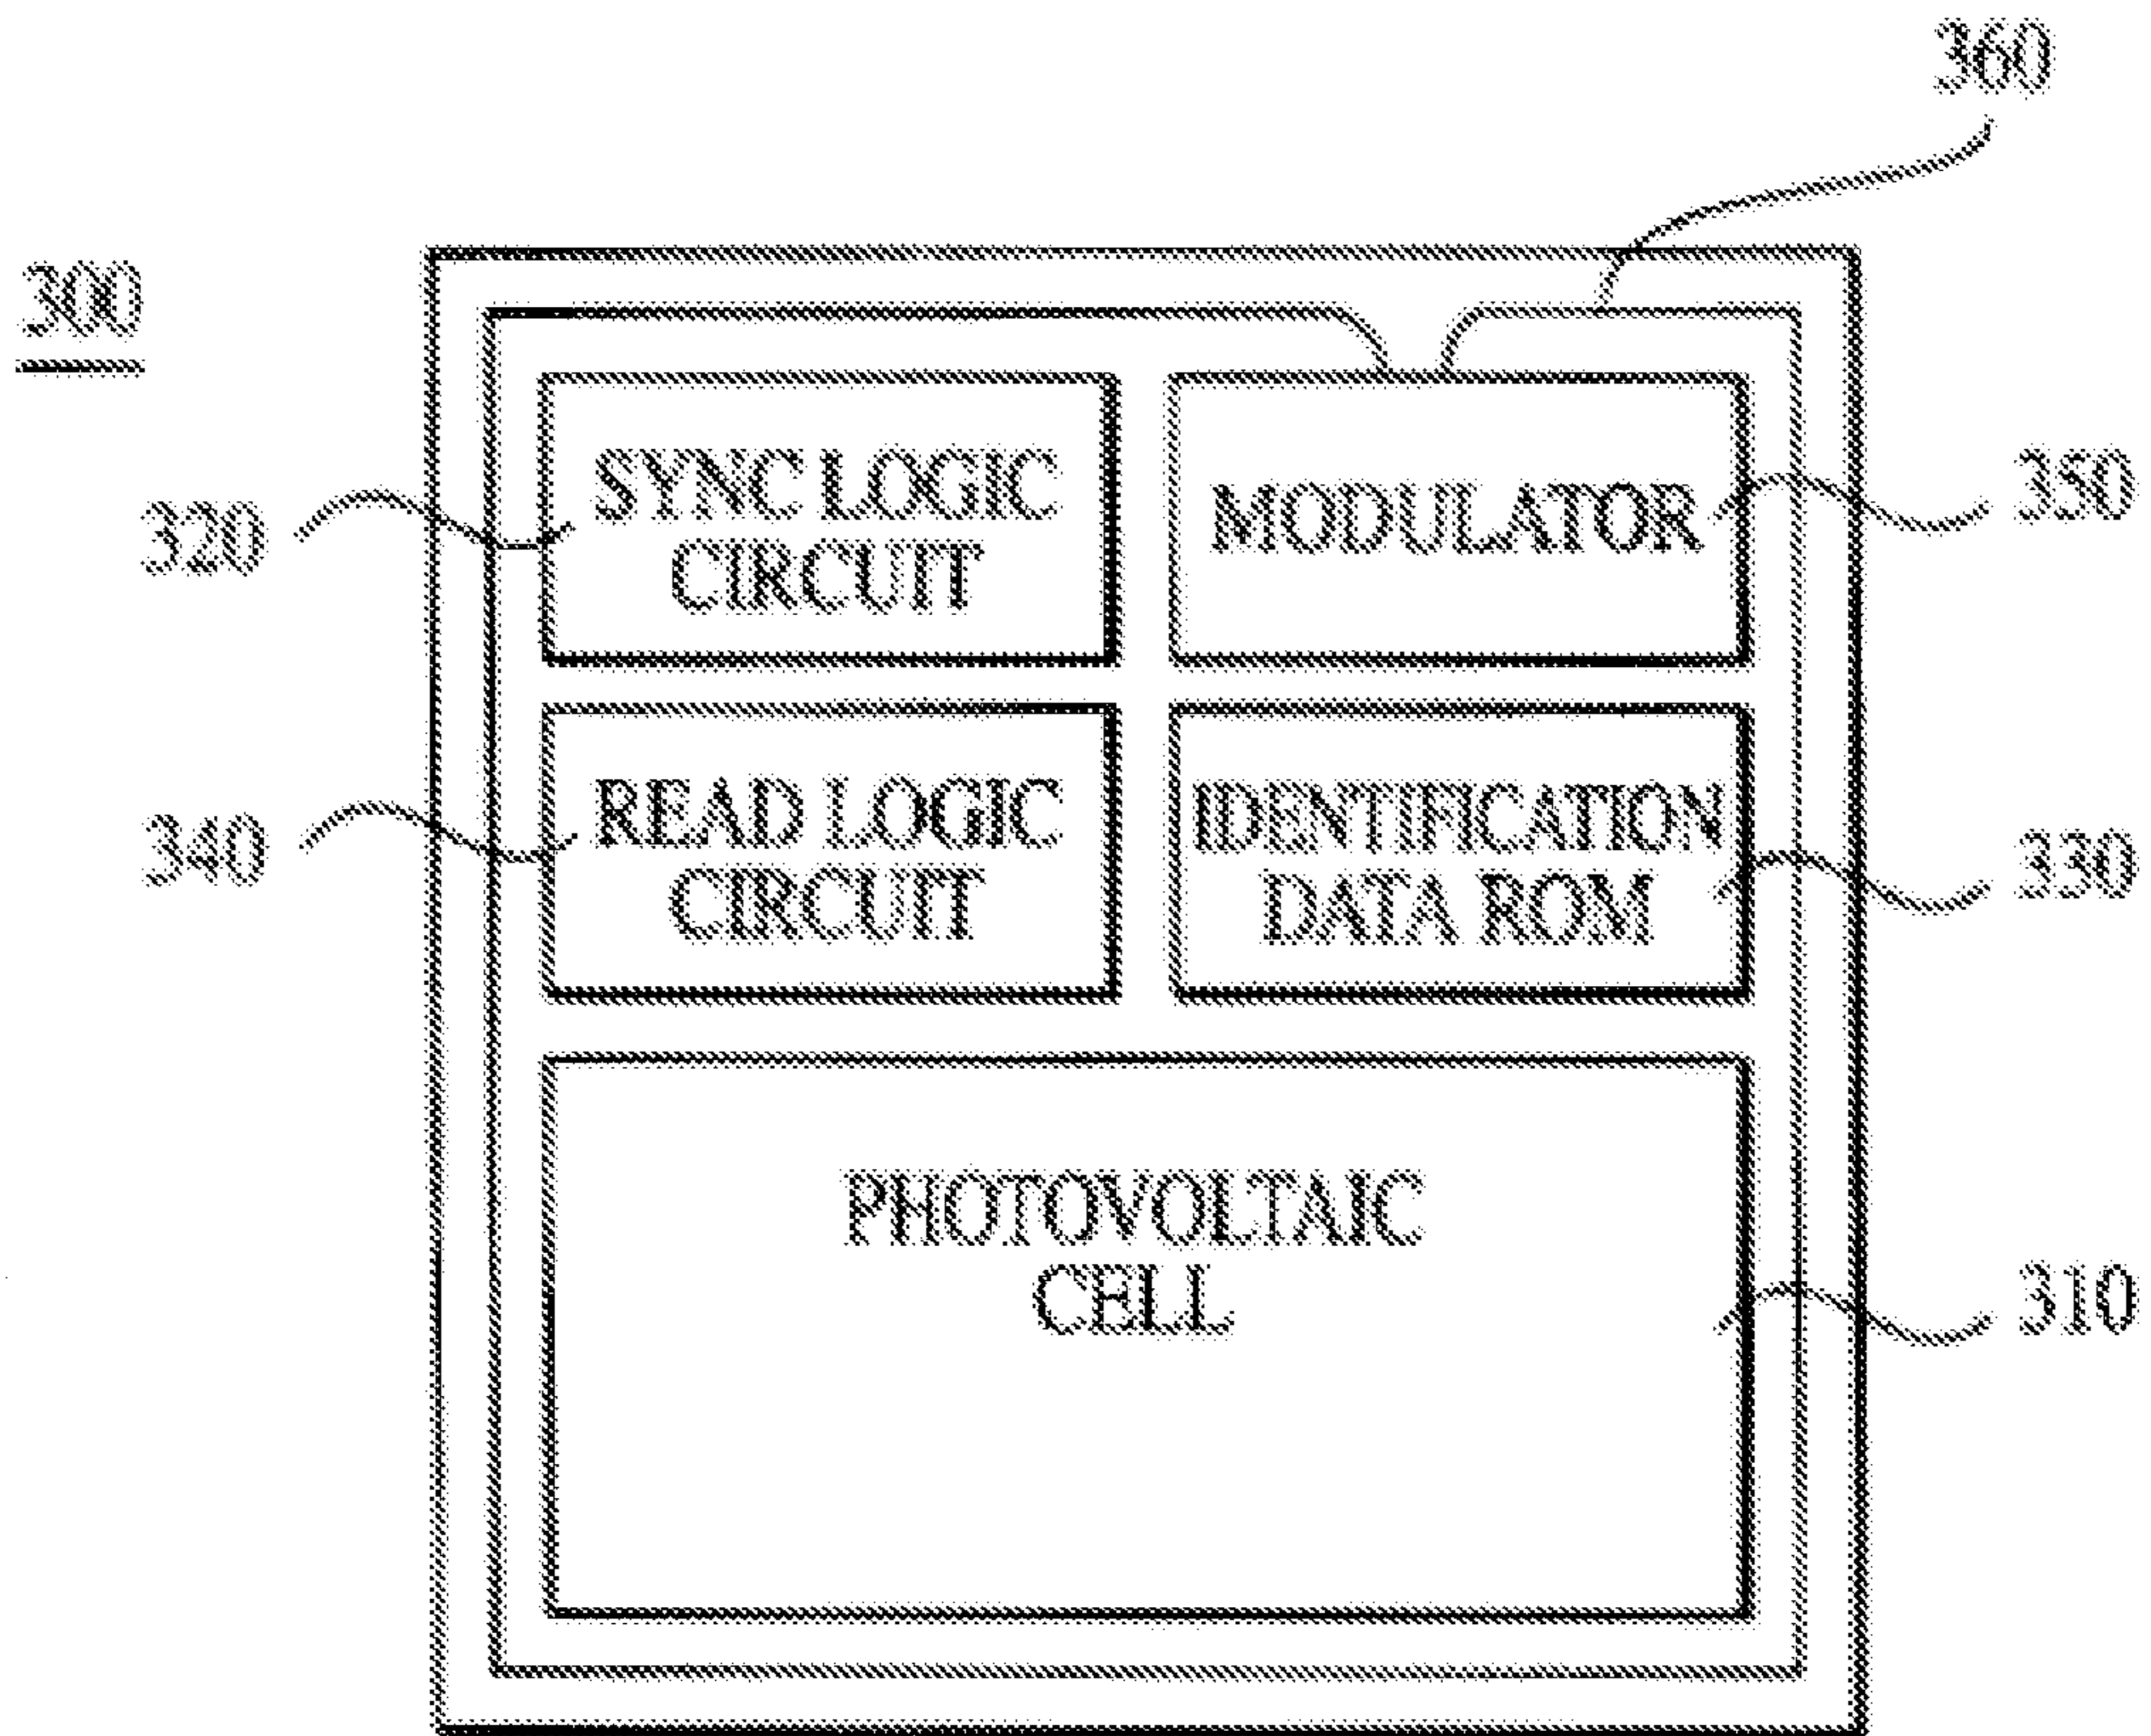 360
300
SYNC LOGIC
CIRCUIT
MODULATOR
320
350
READ LOGIC
CIRCUIT
IDENTIFICATION
DATA ROM
340
330
PHOTOVOLTAIC
CELL
310